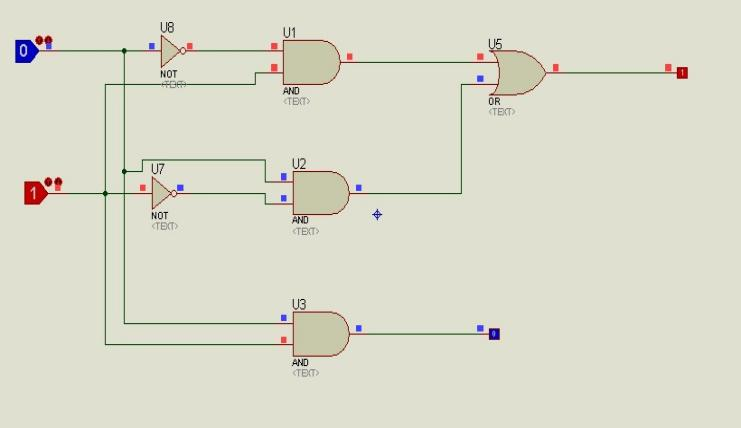 U8
0
NOT
<TEXT>
U1
AND
<TEXT>
U5
OR
<TEXT>
1
U7
1
NOT
<TEXT>
U2
AND
<TEXT>
U3
AND
<TEXT>
0